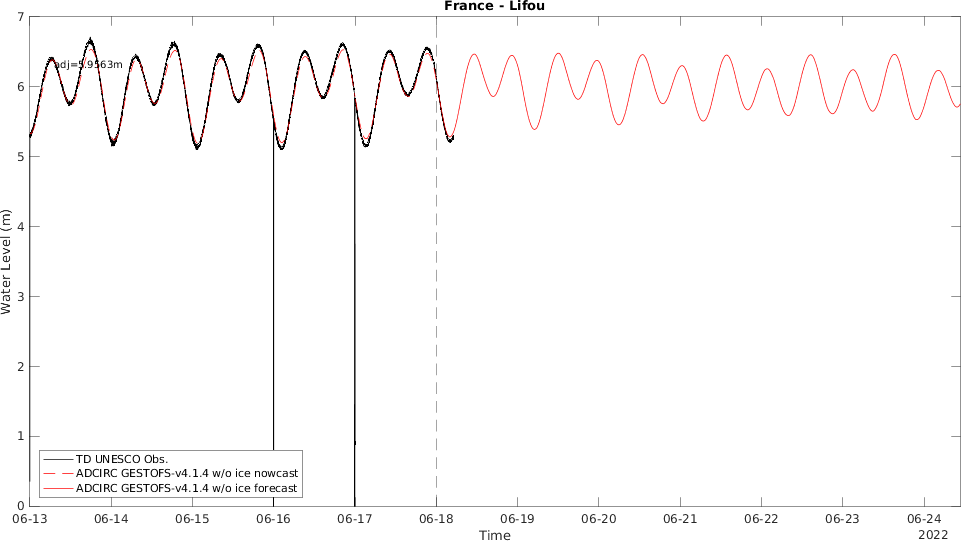 France - Lifou
7
6
5
4
3
2
1
0
Water Level (m)
adj=5.9563m
TD UNESCO Obs.
ADCIRC GESTOFS-v4.1.4 w/o ice nowcast
ADCIRC GESTOFS-v4.1.4 w/o ice forecast
06-13 06-14 06-15 06-16 06-17 06-18 06-19 06-20 06-21 06-22 06-23 06-24
Time
2022